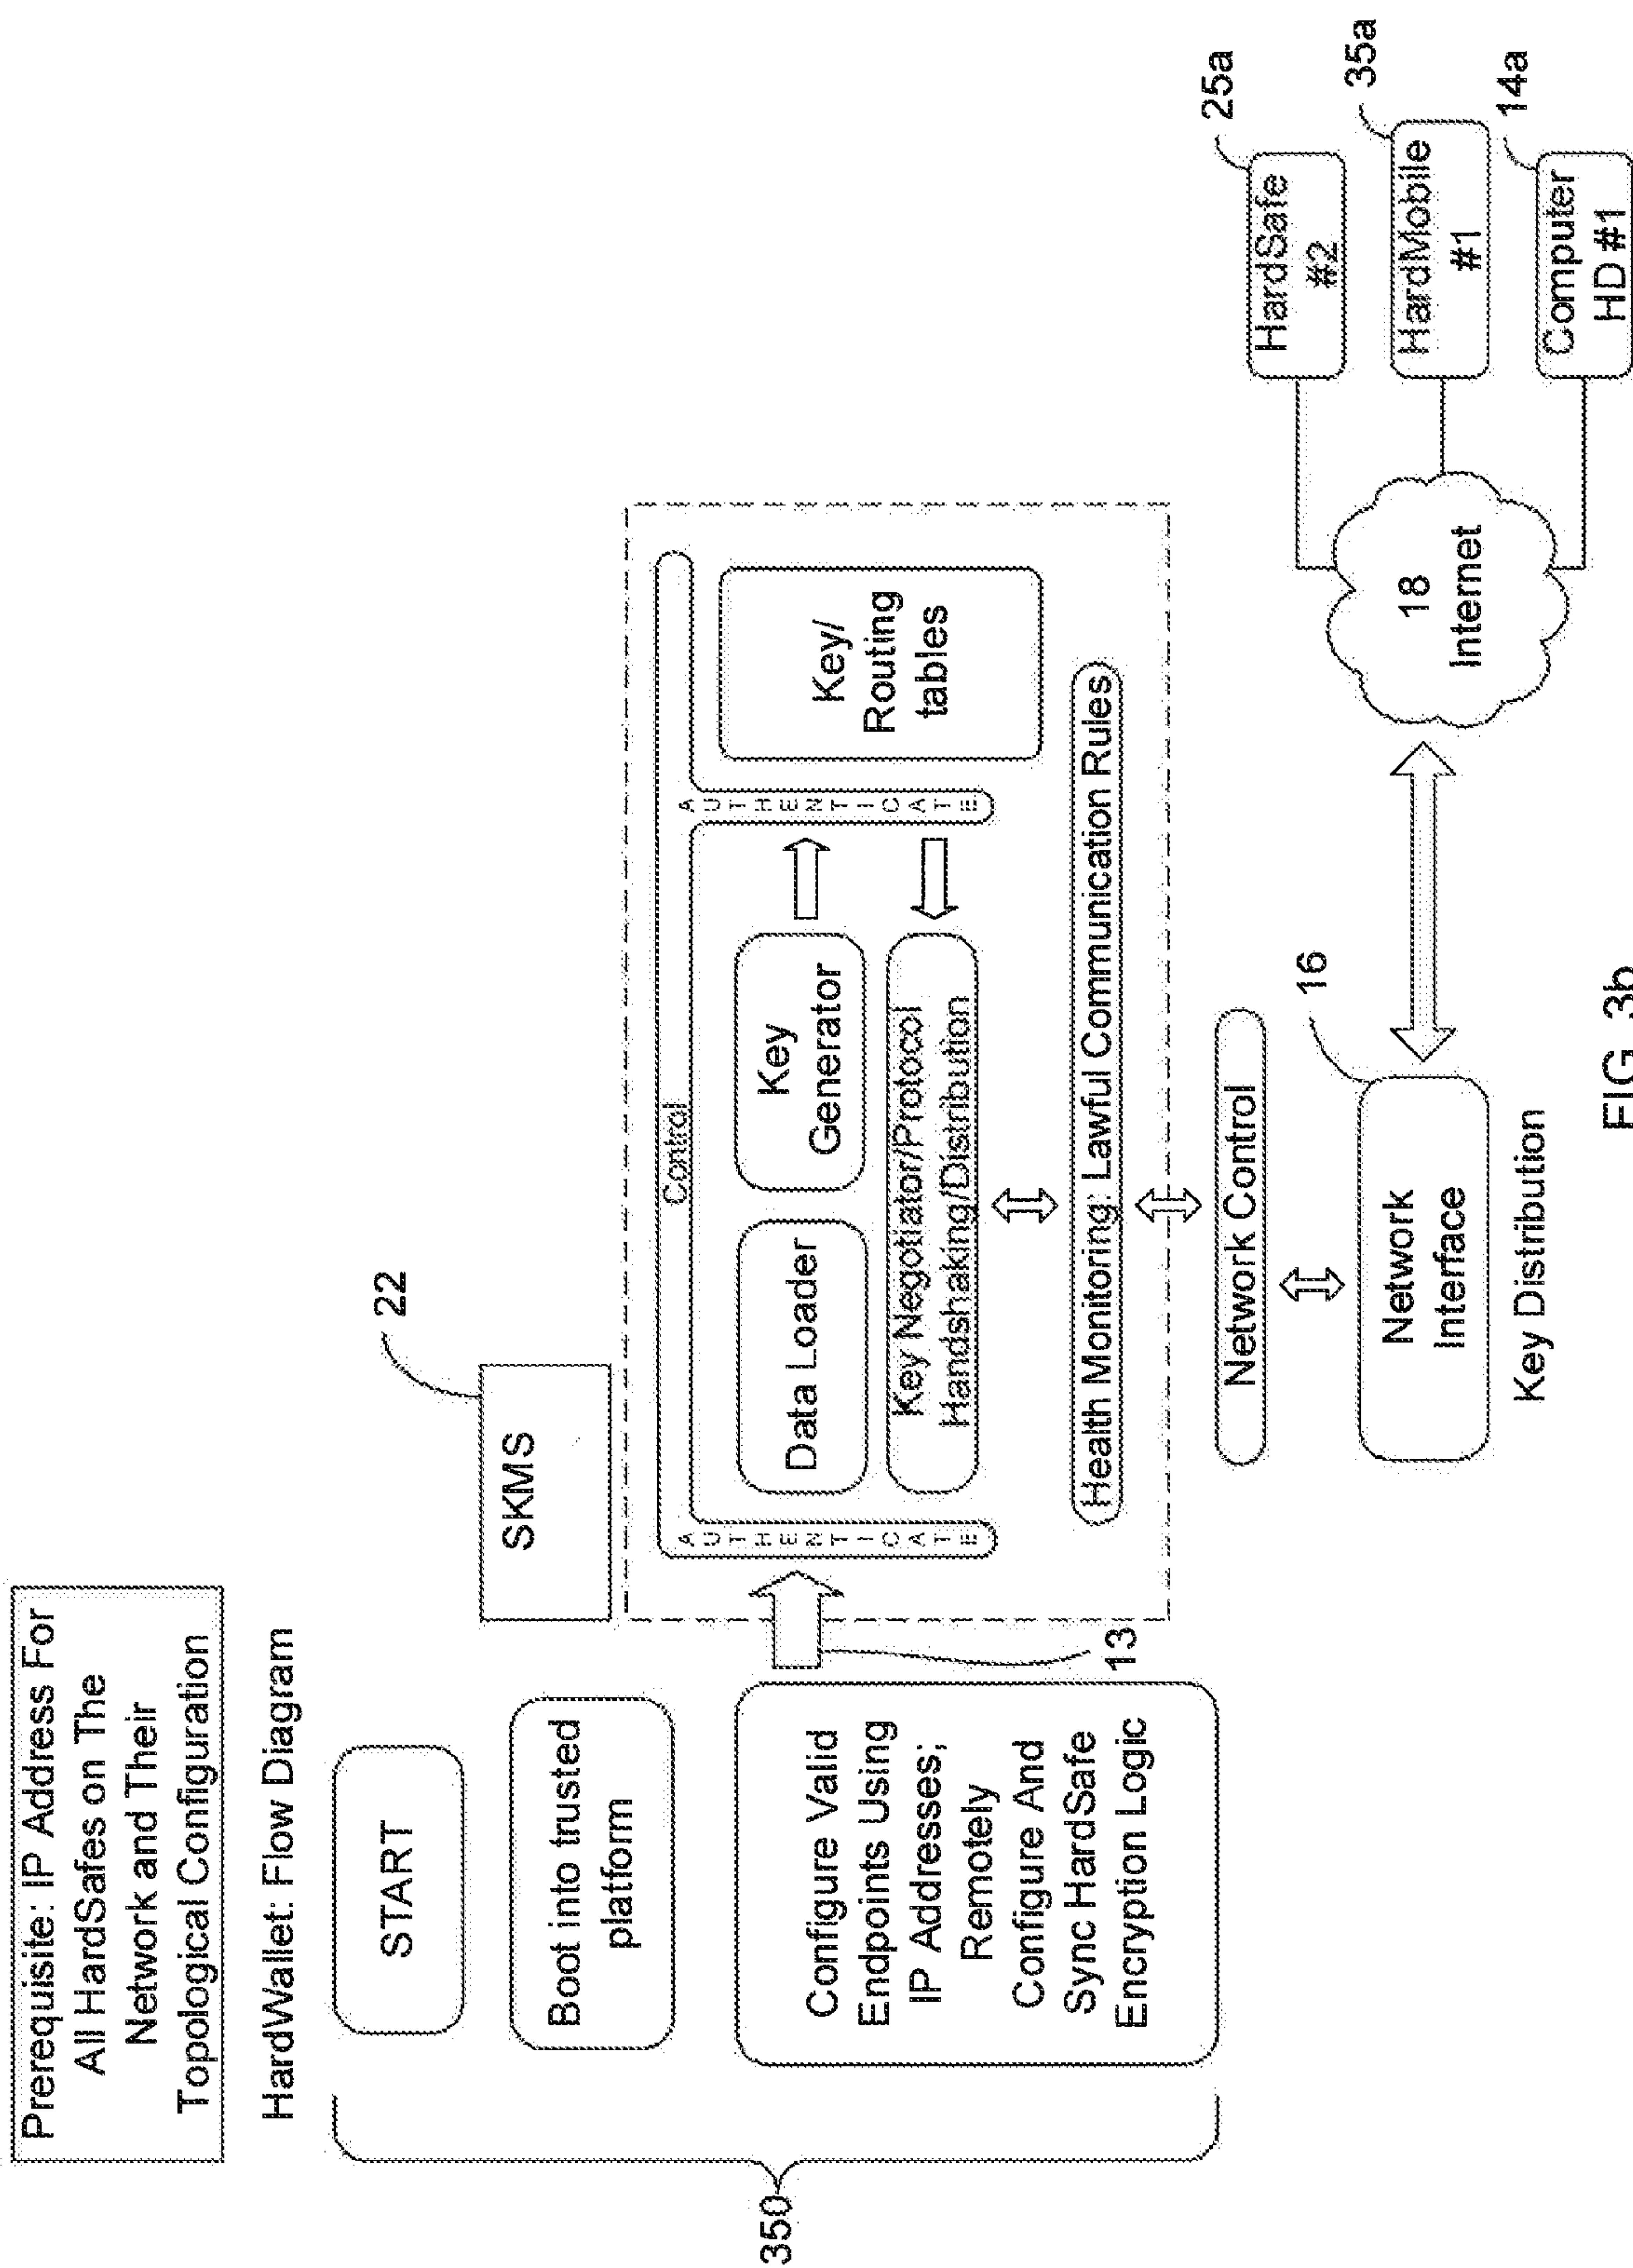 Prerequisite: IP Address For
All HardSafes on The
Network and Their
Topological Configuration
HardWallet: Flow Diagram
350
START
Boot into trusted
platform
Configure Valid
Endpoints Using
IP Addresses;
Remotely
Configure And
Sync HardSafe
Encryption Logic
13
SKMS
22
Control
AUTHENTICATE
Data Loader
Key
Generator
Key Negotiator/Protocol
Handshaking/Distribution
AUTHENTICATE
Key/
Routing
tables
Health Monitoring: Lawful Communication Rules
Network Control
16
Network
Interface
Key Distribution
18
Internet
HardSafe
#2
25a
HardMobile
#1
35a
Computer
HD #1
14a
FIG. 3b